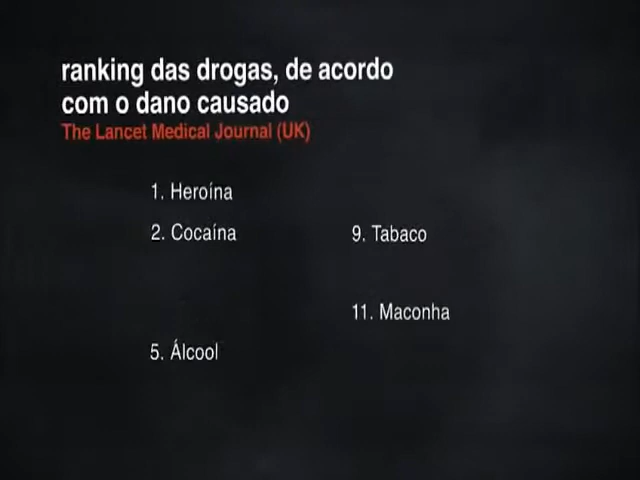 ranking das drogas, de acordo
com o dano causado
The Lancet Medical Journal (UK)
1. Heroína
2. Cocaína
5. Álcool
9. Tabaco
11. Maconha